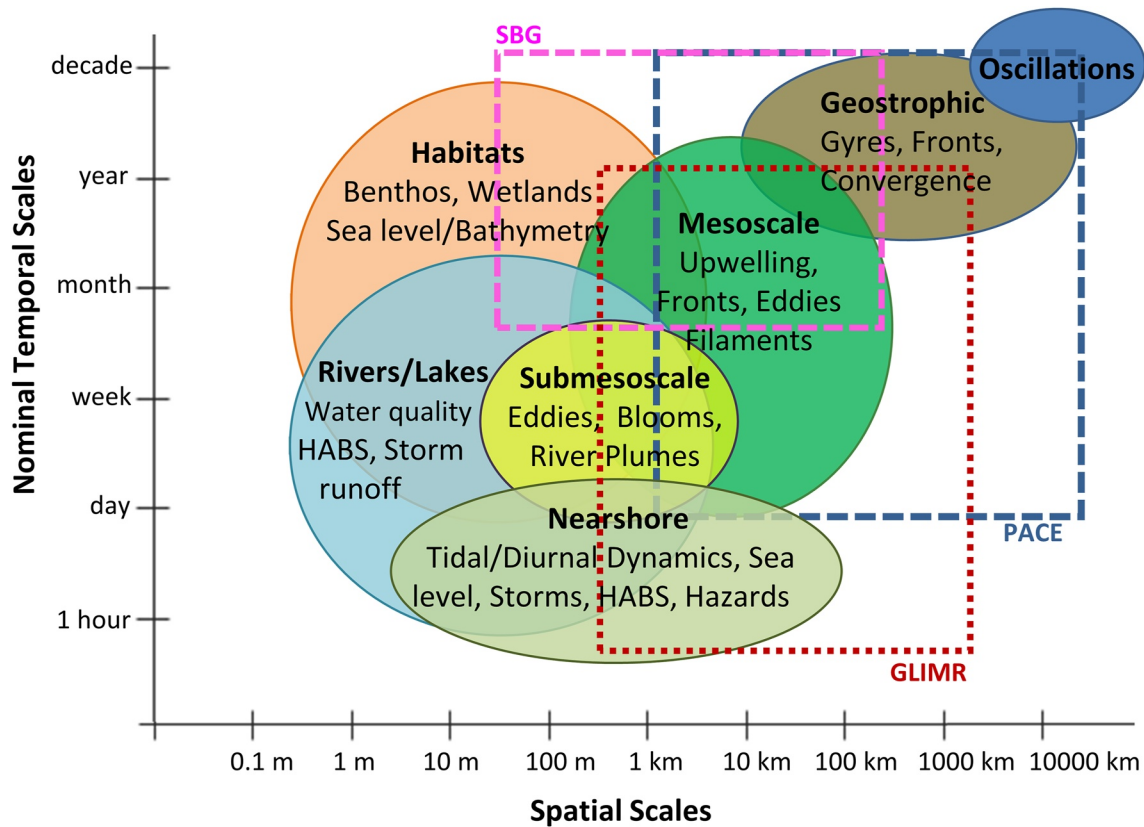 SBG
decade
Oscillations
Geostrophic
Gyres, Fronts,
Convergence
Habitats
Benthos, Wetlands
Sea level/Bathymetry
year
Mesoscale
Upwelling,
Fronts, Eddies
Filaments
month
Rivers/Lakes
Water quality
HABS, Storm
runoff
Submesoscale
Eddies, Blooms,
River Plumes
week
day
Nearshore
Tidal/Diurnal Dynamics, Sea
level, Storms, HABS, Hazards
PACE
1 hour
GLIMR
Nominal Temporal Scales
0.1 m 1 m 10 m 100 m 1 km 10 km 100 km 1000 km 10000 km
Spatial Scales